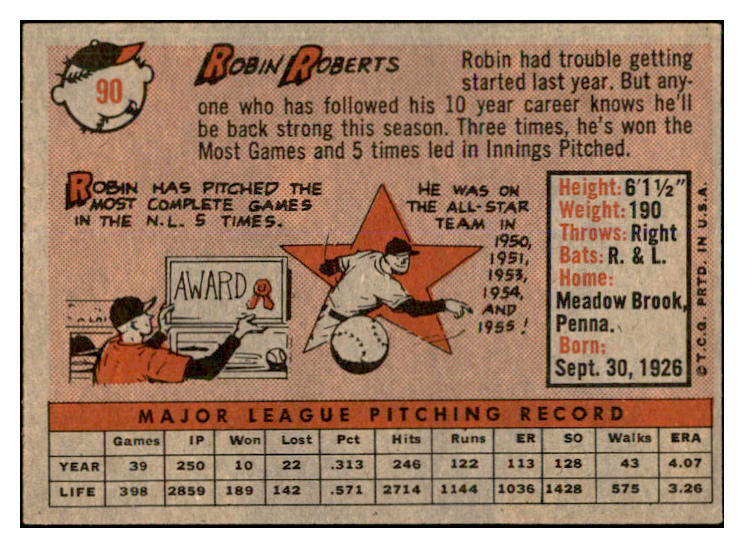 90
ROBIN ROBERTS
Robin had trouble getting
started last year. But any-
one who has followed his 10 year career knows he'll
be back strong this season. Three times, he's won the
Most Games and 5 times led in Innings Pitched.
ROBIN HAS PITCHED THE
MOST COMPLETE GAMES
IN THE N.L. 5 TIMES.
AWARD
HE WAS ON
THE ALL-STAR
TEAM IN
1950,
1951,
1953,
1954,
AND
1955!
Height: 6'1½"
Weight: 190
Throws: Right
Bats: R. & L.
Home:
Meadow Brook,
Penna.
Born:
Sept. 30, 1926
© T.C.G. PRTD. IN U.S.A.
MAJOR LEAGUE PITCHING RECORD
Games IP Won Lost Pct Hits Runs ER SO Walks ERA
YEAR 39 250 10 22 .313 246 122 113 128 43 4.07
LIFE 398 2859 189 142 .571 2714 1144 1036 1428 575 3.26